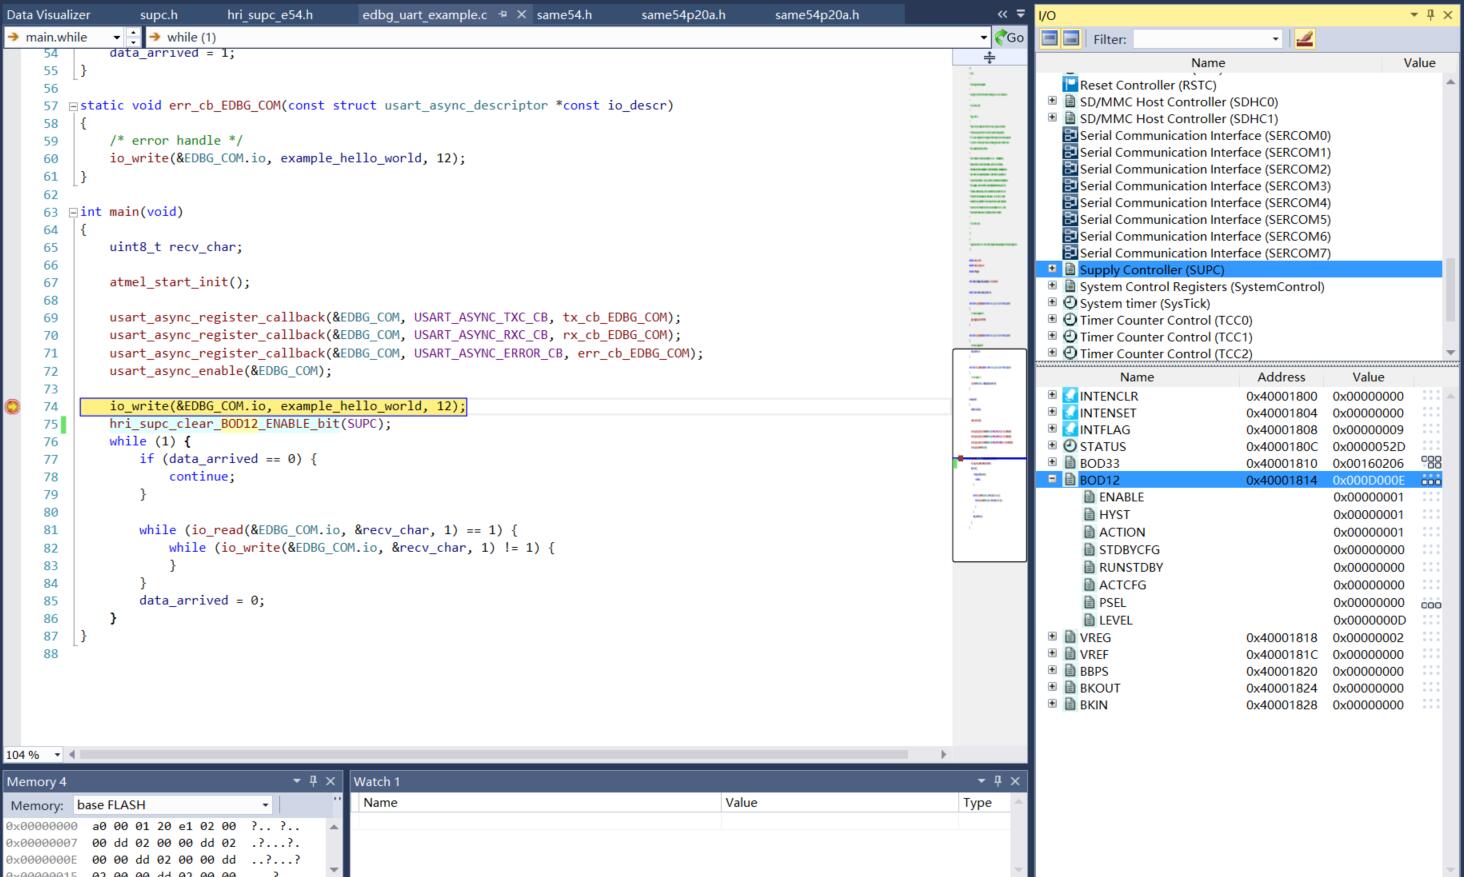 Data Visualizer supc.h hri_supc_e54.h edbg_uart_example.c same54.h same54p20a.h same54p20a.h
main.while while (1) Go
54 data_arrived = 1;
55 }
56
57 static void err_cb_EDBG_COM(const struct usart_async_descriptor *const io_descr)
58 {
59 /* error handle */
60 io_write(&EDBG_COM.io, example_hello_world, 12);
61 }
62
63 int main(void)
64 {
65 uint8_t recv_char;
66
67 atmel_start_init();
68
69 usart_async_register_callback(&EDBG_COM, USART_ASYNC_TXC_CB, tx_cb_EDBG_COM);
70 usart_async_register_callback(&EDBG_COM, USART_ASYNC_RXC_CB, rx_cb_EDBG_COM);
71 usart_async_register_callback(&EDBG_COM, USART_ASYNC_ERROR_CB, err_cb_EDBG_COM);
72 usart_async_enable(&EDBG_COM);
73
74 io_write(&EDBG_COM.io, example_hello_world, 12);
75 hri_supc_clear_BOD12_ENABLE_bit(SUPC);
76 while (1) {
77 if (data_arrived == 0) {
78 continue;
79 }
80
81 while (io_read(&EDBG_COM.io, &recv_char, 1) == 1) {
82 while (io_write(&EDBG_COM.io, &recv_char, 1) != 1) {
83 }
84 }
85 data_arrived = 0;
86 }
87 }
88
104 %
Memory 4
Memory: base FLASH
0x00000000 a0 00 01 20 e1 02 00 ?.. ?..
0x00000007 00 dd 02 00 00 dd 02 .?...?.
0x0000000E 00 00 dd 02 00 00 dd ..?...?
0x00000015 02 00 00 dd 02 00 00
Watch 1
Name Value Type
I/O
Filter:
Name Value
Reset Controller (RSTC)
SD/MMC Host Controller (SDHC0)
SD/MMC Host Controller (SDHC1)
Serial Communication Interface (SERCOM0)
Serial Communication Interface (SERCOM1)
Serial Communication Interface (SERCOM2)
Serial Communication Interface (SERCOM3)
Serial Communication Interface (SERCOM4)
Serial Communication Interface (SERCOM5)
Serial Communication Interface (SERCOM6)
Serial Communication Interface (SERCOM7)
Supply Controller (SUPC)
System Control Registers (SystemControl)
System timer (SysTick)
Timer Counter Control (TCC0)
Timer Counter Control (TCC1)
Timer Counter Control (TCC2)
Name Address Value
INTENCLR 0x40001800 0x00000000
INTENSET 0x40001804 0x00000000
INTFLAG 0x40001808 0x00000009
STATUS 0x4000180C 0x0000052D
BOD33 0x40001810 0x00160206
BOD12 0x40001814 0x000D000E
ENABLE 0x00000001
HYST 0x00000001
ACTION 0x00000001
STDBYCFG 0x00000000
RUNSTDBY 0x00000000
ACTCFG 0x00000000
PSEL 0x00000000
LEVEL 0x0000000D
VREG 0x40001818 0x00000002
VREF 0x4000181C 0x00000000
BBPS 0x40001820 0x00000000
BKOUT 0x40001824 0x00000000
BKIN 0x40001828 0x00000000